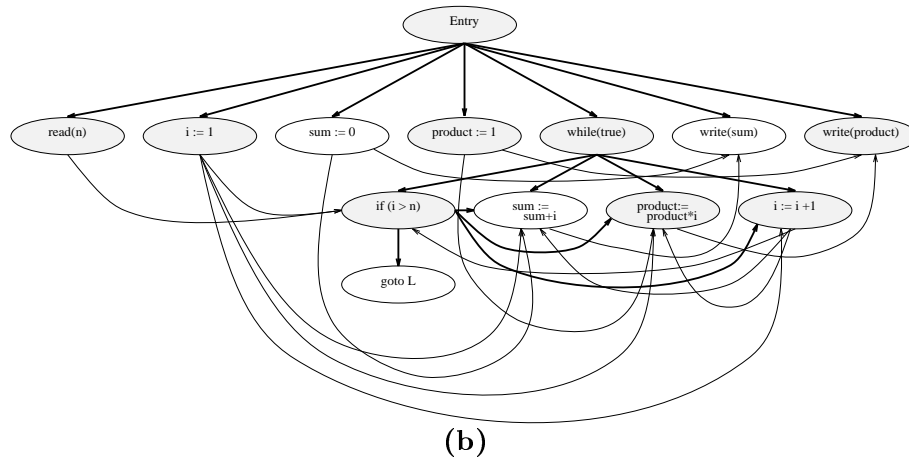 Entry
read(n)
i := 1
sum := 0
product := 1
while(true)
write(sum)
write(product)
if (i > n)
sum :=
sum+i
product:=
product*i
i := i +1
goto L
(b)